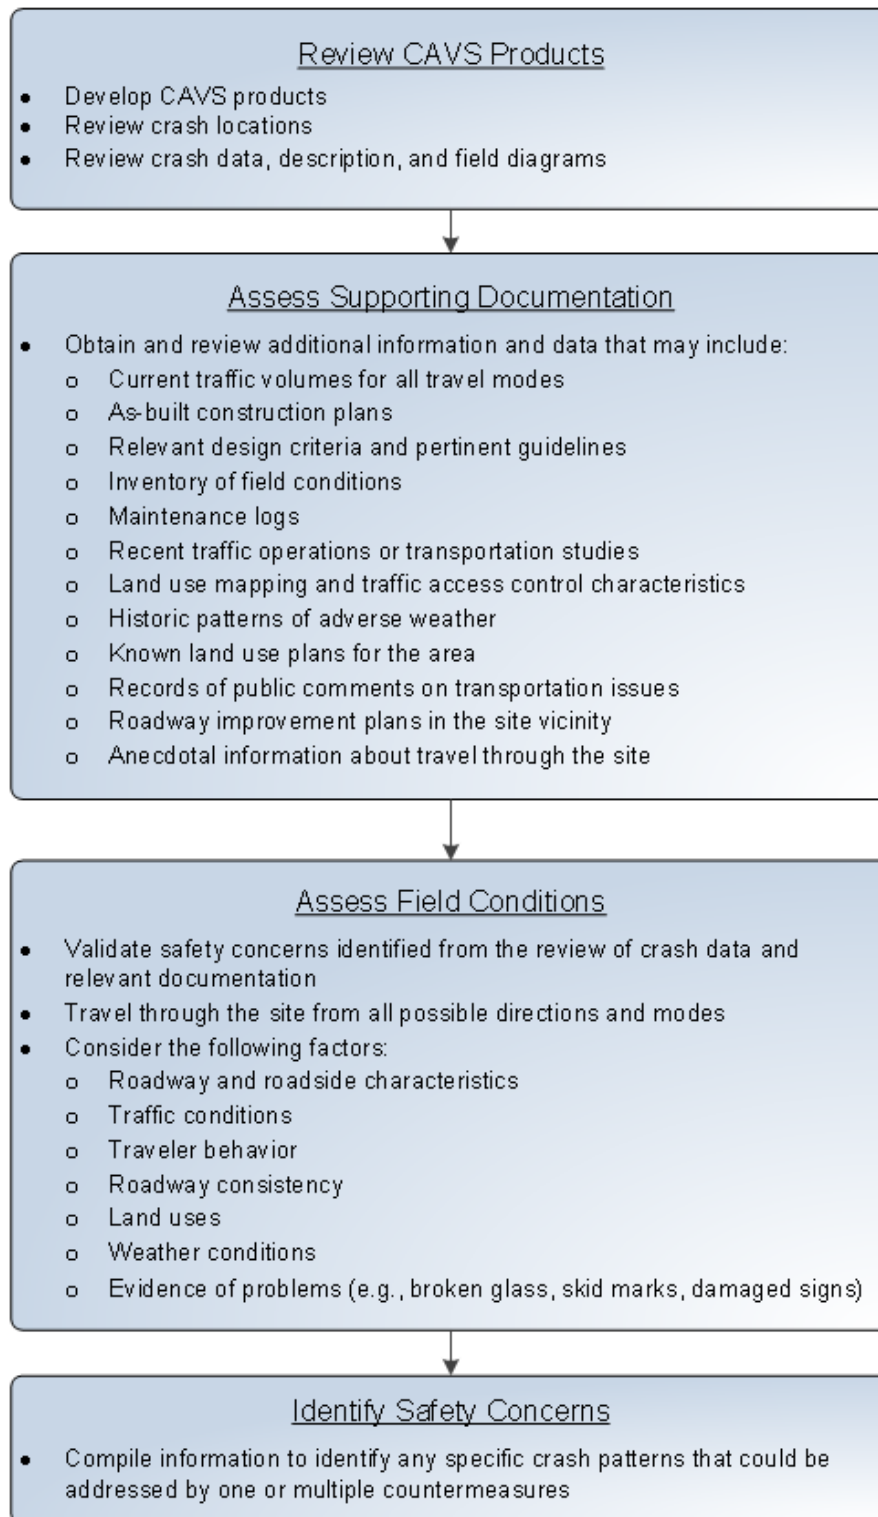 Review CAVS Products
• Develop CAVS products
• Review crash locations
• Review crash data, description, and field diagrams
Assess Supporting Documentation
• Obtain and review additional information and data that may include:
o Current traffic volumes for all travel modes
o As-built construction plans
o Relevant design criteria and pertinent guidelines
o Inventory of field conditions
o Maintenance logs
o Recent traffic operations or transportation studies
o Land use mapping and traffic access control characteristics
o Historic patterns of adverse weather
o Known land use plans for the area
o Records of public comments on transportation issues
o Roadway improvement plans in the site vicinity
o Anecdotal information about travel through the site
Assess Field Conditions
• Validate safety concerns identified from the review of crash data and
relevant documentation
• Travel through the site from all possible directions and modes
• Consider the following factors:
o Roadway and roadside characteristics
o Traffic conditions
o Traveler behavior
o Roadway consistency
o Land uses
o Weather conditions
o Evidence of problems (e.g., broken glass, skid marks, damaged signs)
Identify Safety Concerns
• Compile information to identify any specific crash patterns that could be
addressed by one or multiple countermeasures